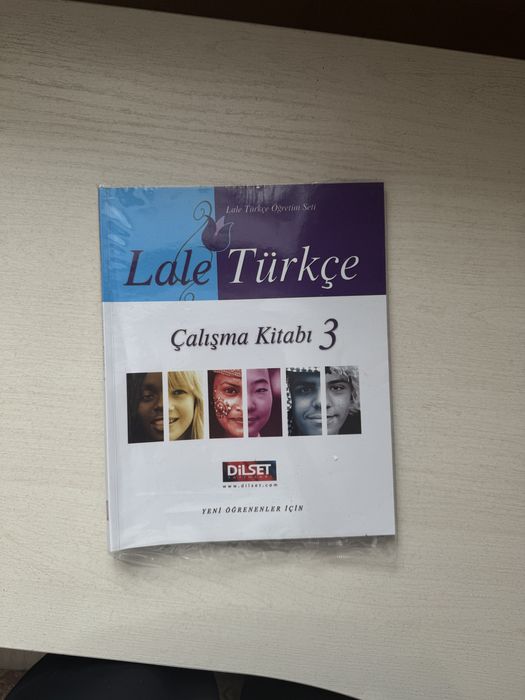 Lale Türkçe Öğretim Seti
Lale Türkçe
Çalışma Kitabı 3
DİLSET
www.dilset.com
YENİ ÖĞRENENLER İÇİN